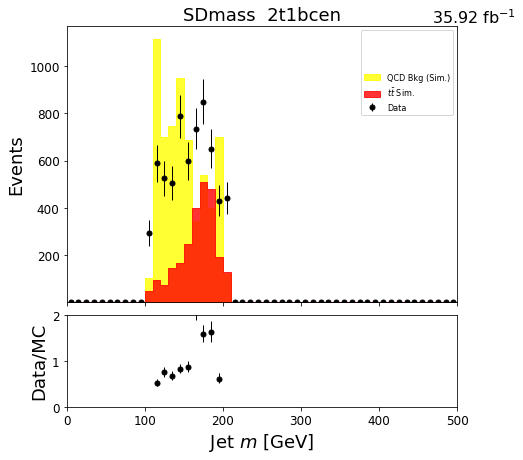 SDmass 2t1bcen
35.92 fb⁻¹
QCD Bkg (Sim.)
tt̄ Sim.
Data
Events
1000
800
600
400
200
Data/MC
2
1
0
0 100 200 300 400 500
Jet m [GeV]